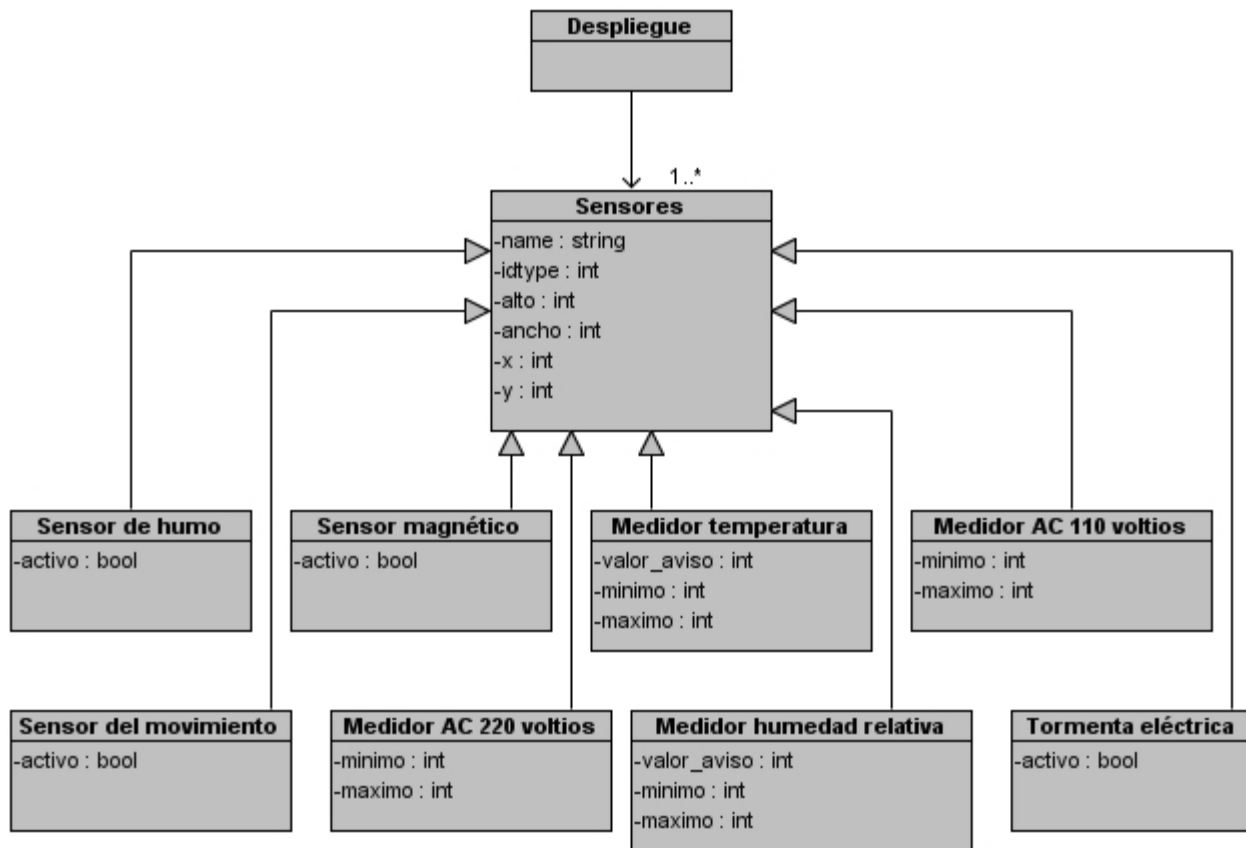 Despliegue
1..*
Sensores
-name : string
-idtype : int
-alto : int
-ancho : int
-x : int
-y : int
Sensor de humo
-activo : bool
Sensor magnético
-activo : bool
Medidor temperatura
-valor_aviso : int
-minimo : int
-maximo : int
Medidor AC 110 voltios
-minimo : int
-maximo : int
Sensor del movimiento
-activo : bool
Medidor AC 220 voltios
-minimo : int
-maximo : int
Medidor humedad relativa
-valor_aviso : int
-minimo : int
-maximo : int
Tormenta eléctrica
-activo : bool